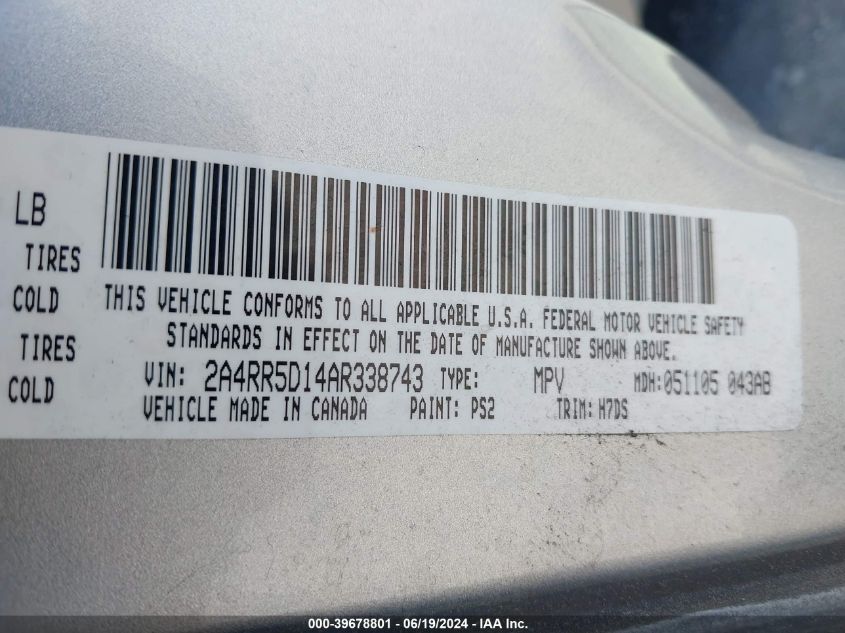 LB
TIRES
COLD
THIS VEHICLE CONFORMS TO ALL APPLICABLE U.S.A. FEDERAL MOTOR VEHICLE SAFETY
STANDARDS IN EFFECT ON THE DATE OF MANUFACTURE SHOWN ABOVE.
TIRES
COLD
VIN: 2A4RR5D14AR338743 TYPE: MPV MDH: 051105 043AB
VEHICLE MADE IN CANADA PAINT: PS2 TRIM: H7DS
000-39678801 / 06/19/2024 - IAA Inc.